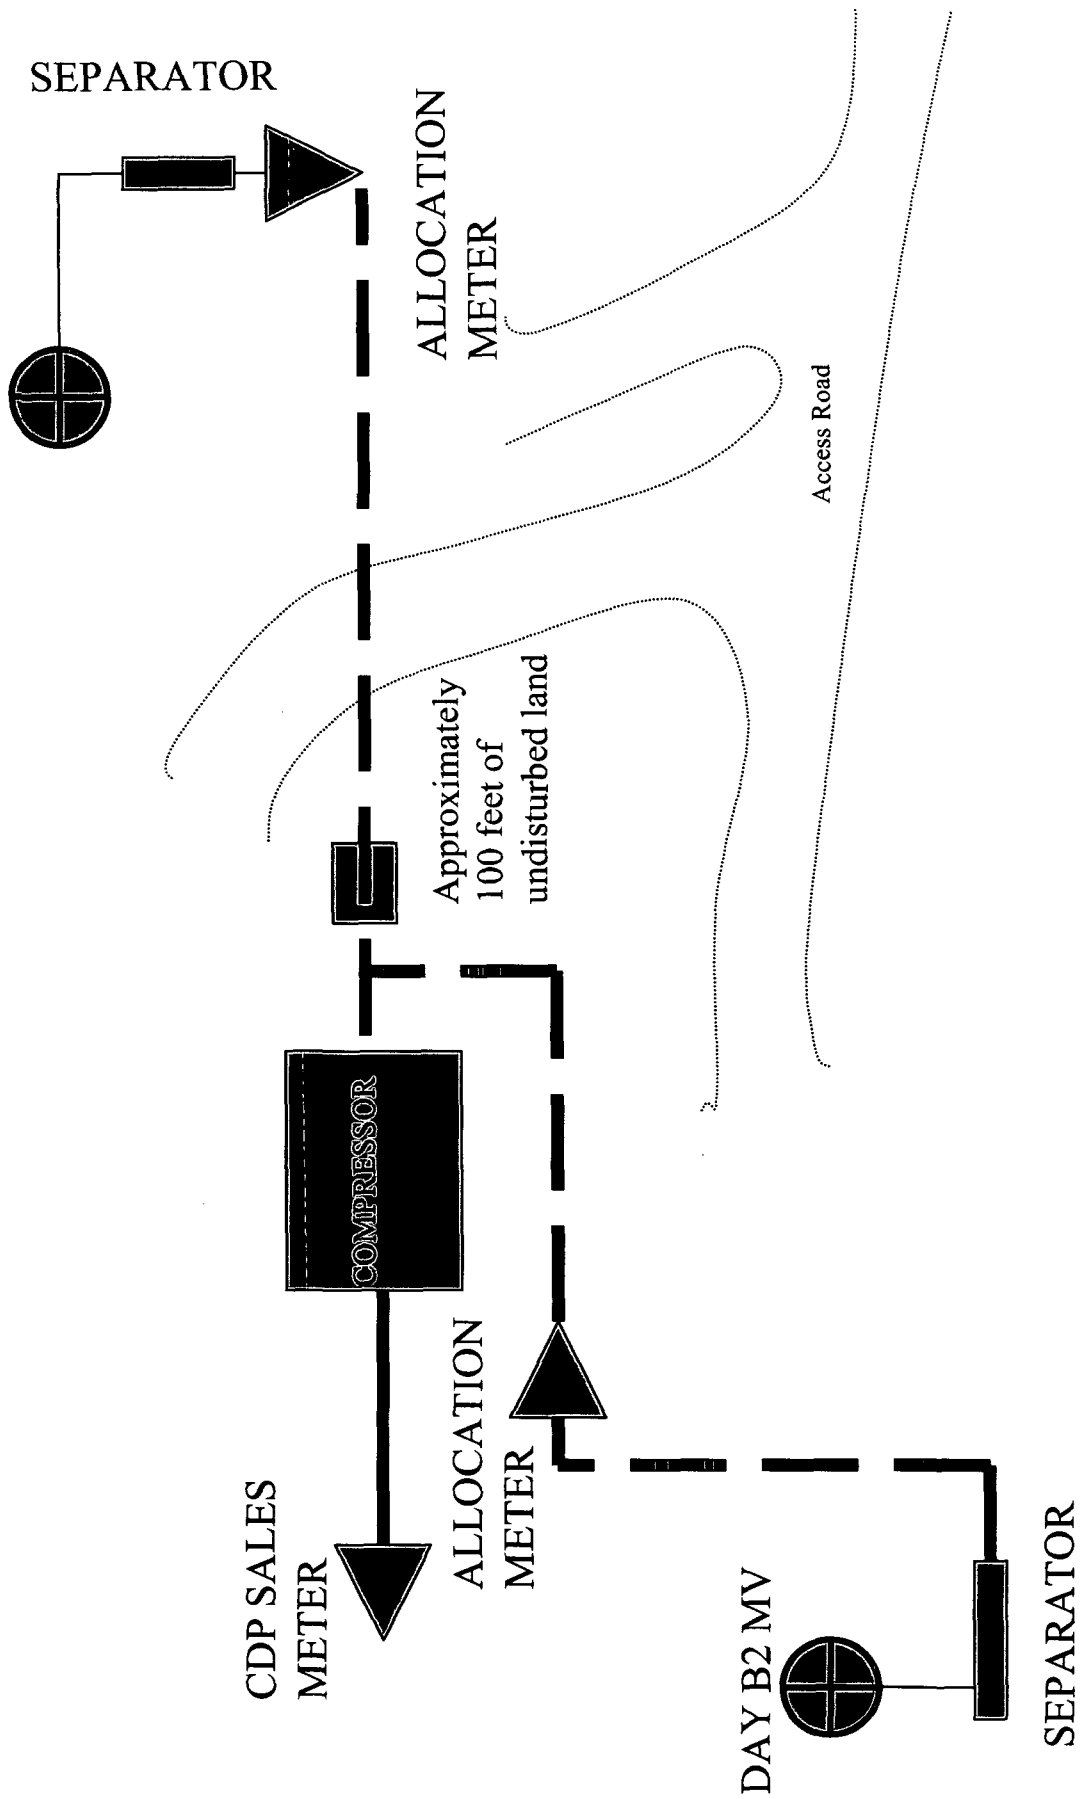 SEPARATOR
ALLOCATION
METER
Access Road
Approximately
100 feet of
undisturbed land
COMPRESSOR
CDP SALES
METER
ALLOCATION
METER
DAY B2 MV
SEPARATOR